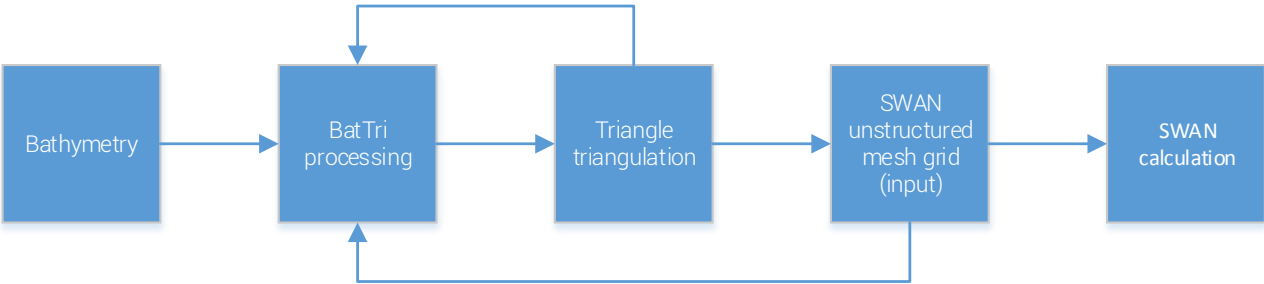 Bathymetry
BatTri
processing
Triangle
triangulation
SWAN
unstructured
mesh grid
(input)
SWAN
calculation